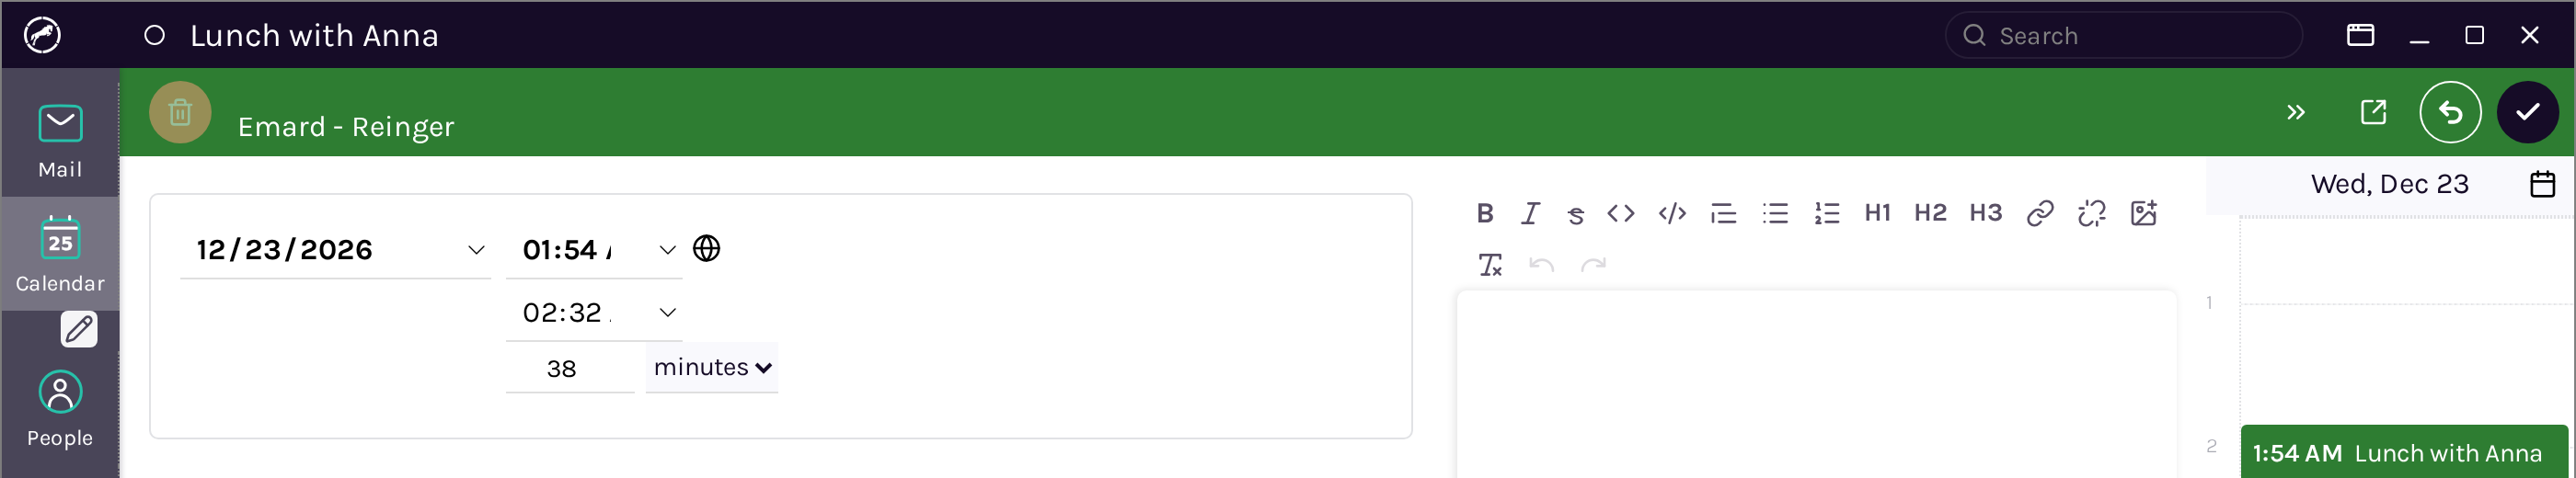 Lunch with Anna
Search
Emard - Reinger
Mail
25
Calendar
People
12/23/2026
01:54
02:32
38
minutes
B I S H1 H2 H3
Wed, Dec 23
1
2
1:54 AM Lunch with Anna